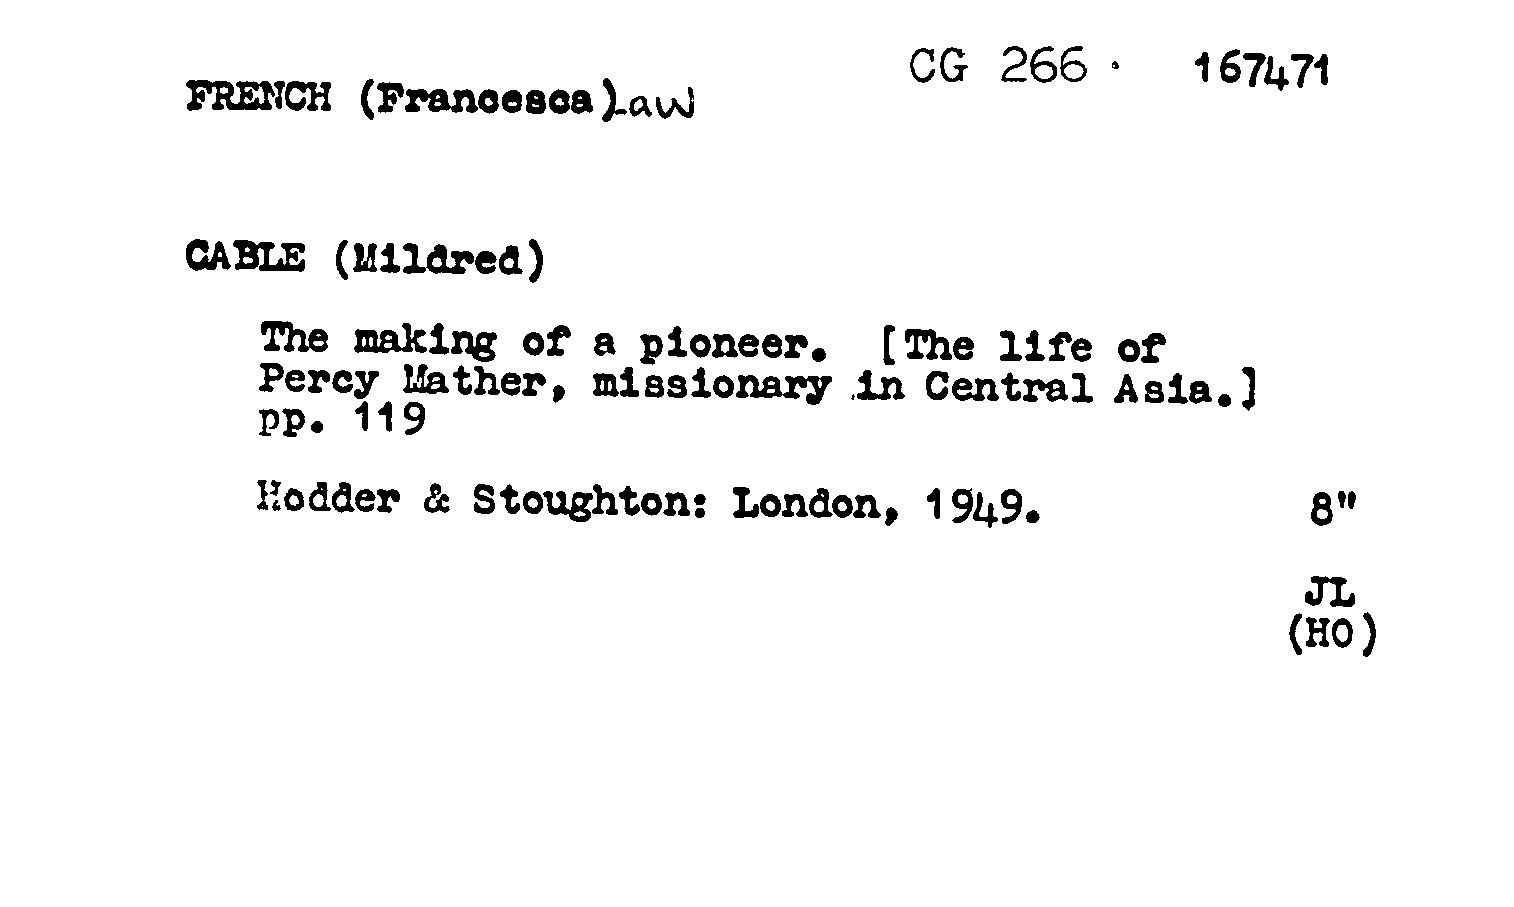 CG 266 · 167471
FRENCH (Francesca) Law
CABLE (Mildred)
The making of a pioneer. [The life of
Percy Mather, missionary in Central Asia.]
pp. 119
Hodder & Stoughton: London, 1949. 8"
JL
(HO)